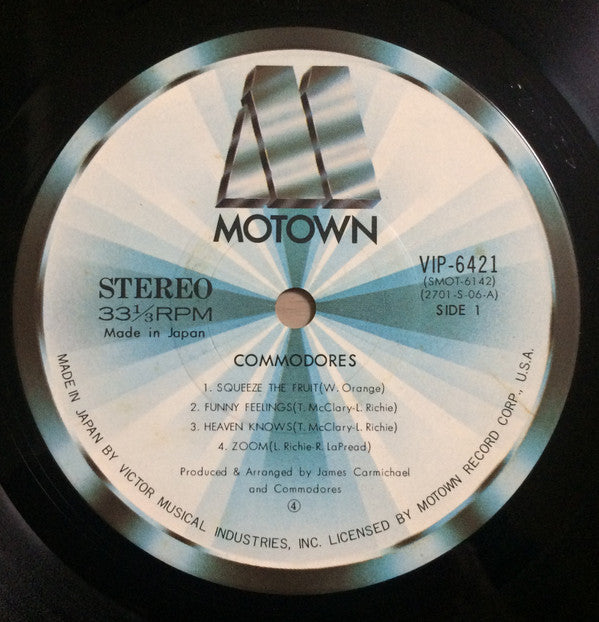 MOTOWN
STEREO
33⅓RPM
Made in Japan
VIP-6421
(SMOT-6142)
(2701-S-06-A)
SIDE 1
COMMODORES
1. SQUEEZE THE FRUIT(W. Orange)
2. FUNNY FEELINGS(T. McClary-L. Richie)
3. HEAVEN KNOWS(T. McClary-L. Richie)
4. ZOOM(L. Richie-R. LaPread)
Produced & Arranged by James Carmichael
and Commodores
④
MADE IN JAPAN BY VICTOR MUSICAL INDUSTRIES, INC. LICENSED BY MOTOWN RECORD CORP., U.S.A.